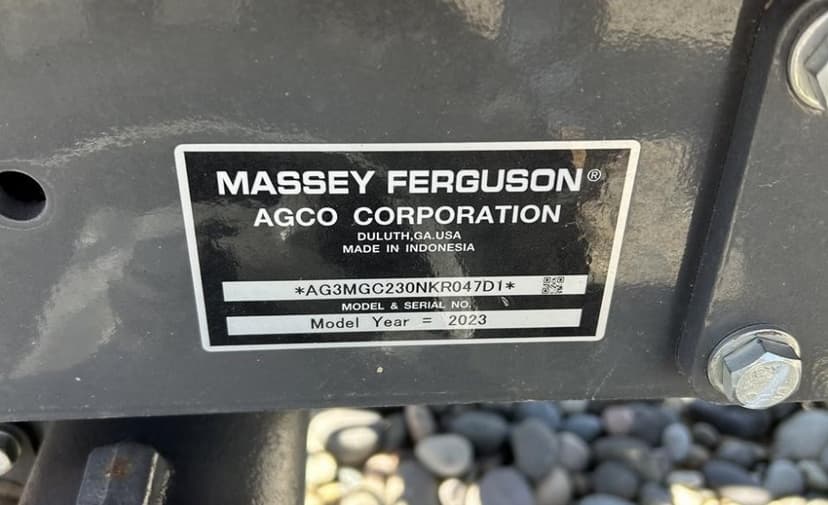 MASSEY FERGUSON®
AGCO CORPORATION
DULUTH,GA.USA
MADE IN INDONESIA
*AG3MGC230NKR047D1*
MODEL & SERIAL NO.
Model Year = 2023